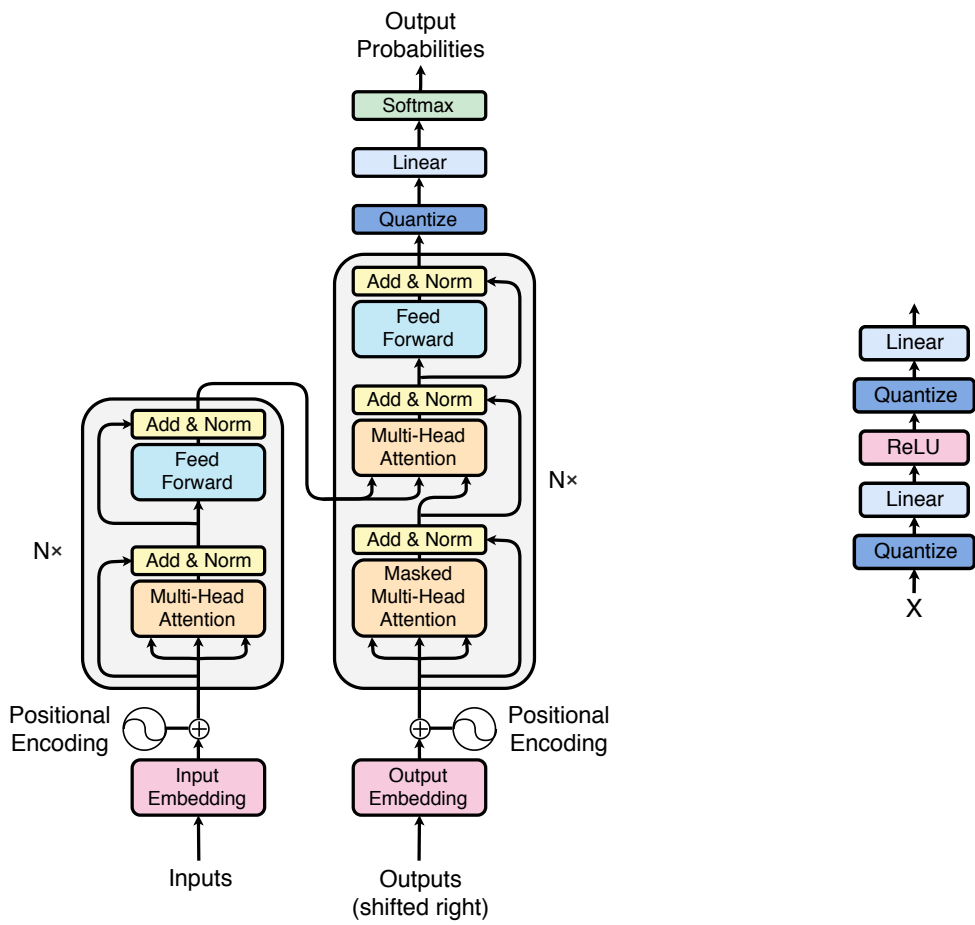 Output
Probabilities
Softmax
Linear
Quantize
Add & Norm
Feed
Forward
Add & Norm
Multi-Head
Attention
Add & Norm
Masked
Multi-Head
Attention
N×
Add & Norm
Feed
Forward
Add & Norm
Multi-Head
Attention
N×
Positional
Encoding
Positional
Encoding
Input
Embedding
Output
Embedding
Inputs
Outputs
(shifted right)
Linear
Quantize
ReLU
Linear
Quantize
X